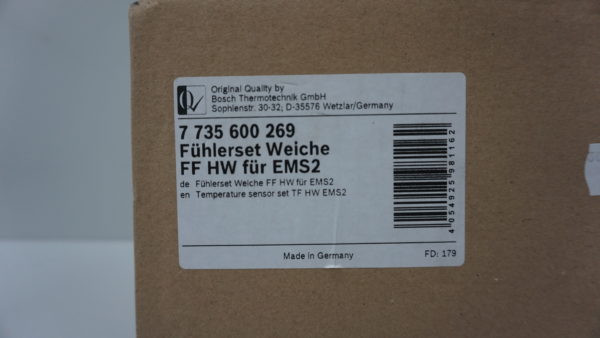 Original Quality by
Bosch Thermotechnik GmbH
Sophienstr. 30-32; D-35576 Wetzlar/Germany
7 735 600 269
Fühlerset Weiche
FF HW für EMS2
de Fühlerset Weiche FF HW für EMS2
en Temperature sensor set TF HW EMS2
4054925981162
Made in Germany
FD: 179